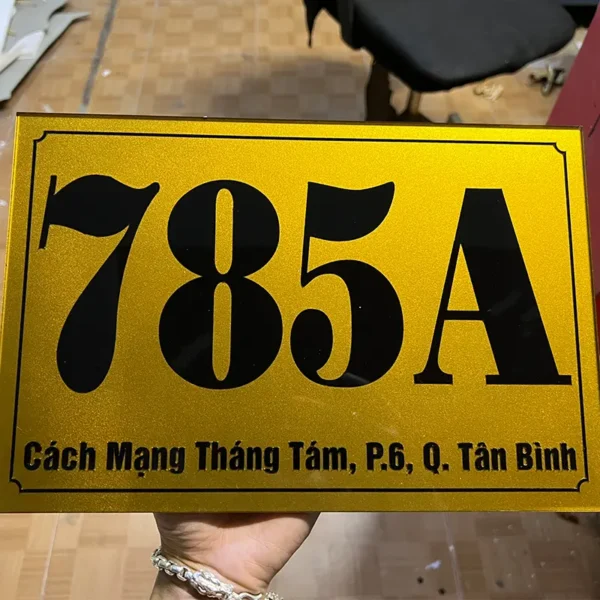 785A
Cách Mạng Tháng Tám, P.6, Q. Tân Bình